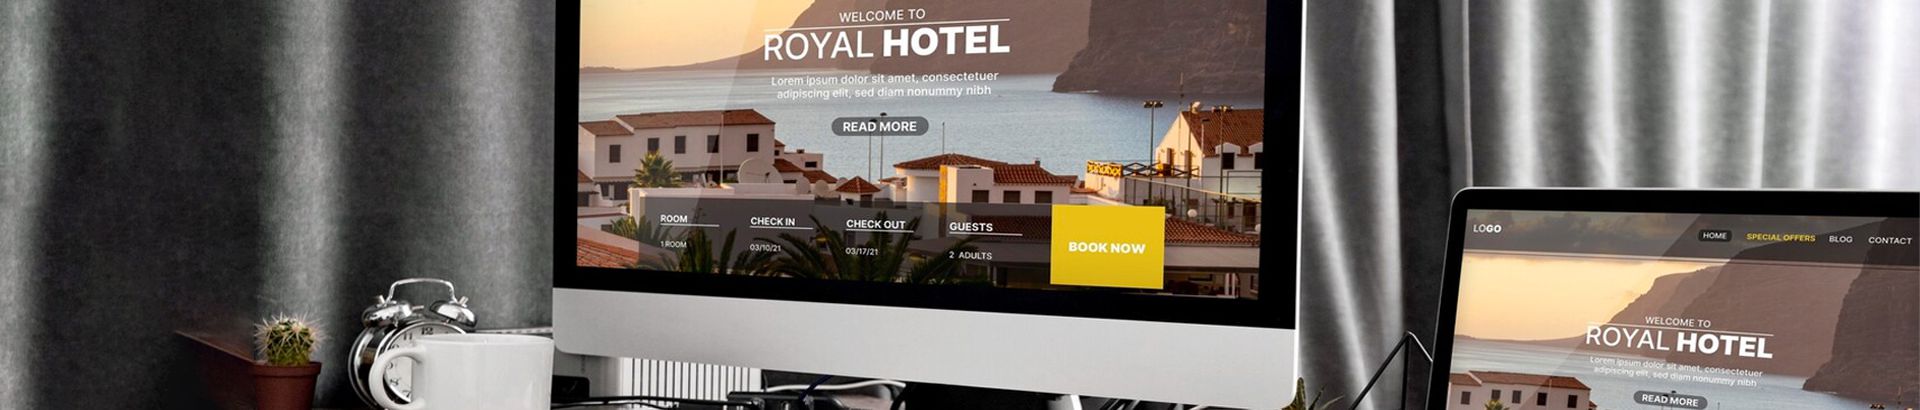 WELCOME TO
ROYAL HOTEL
Lorem ipsum dolor sit amet, consectetuer
adipiscing elit, sed diam nonummy nibh
READ MORE
ROOM
CHECK IN
CHECK OUT
GUESTS
1 ROOM
03/10/21
03/17/21
2 ADULTS
BOOK NOW
12
LOGO
HOME
SPECIAL OFFERS
BLOG
CONTACT
WELCOME TO
ROYAL HOTEL
Lorem ipsum dolor sit amet, consectetuer
adipiscing elit, sed diam nonummy nibh
READ MORE